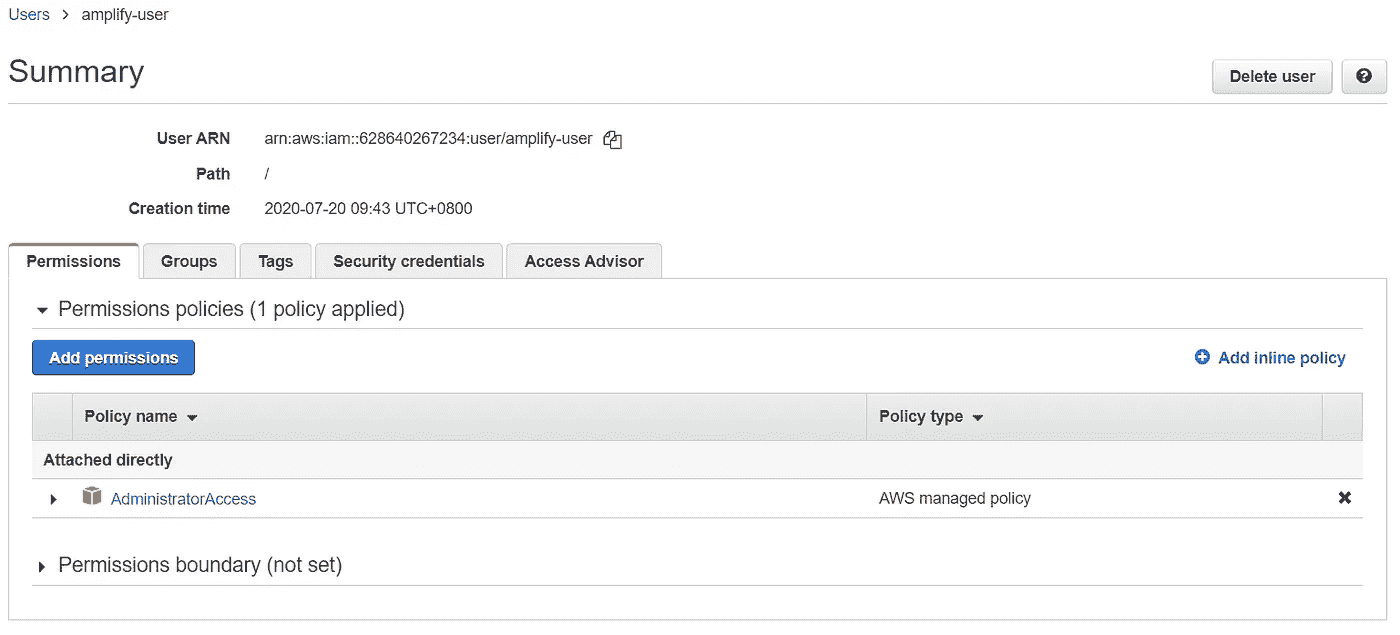 Users > amplify-user
Summary
Delete user
User ARN arn:aws:iam::628640267234:user/amplify-user
Path /
Creation time 2020-07-20 09:43 UTC+0800
Permissions Groups Tags Security credentials Access Advisor
Permissions policies (1 policy applied)
Add permissions Add inline policy
Policy name Policy type
Attached directly
AdministratorAccess AWS managed policy
Permissions boundary (not set)